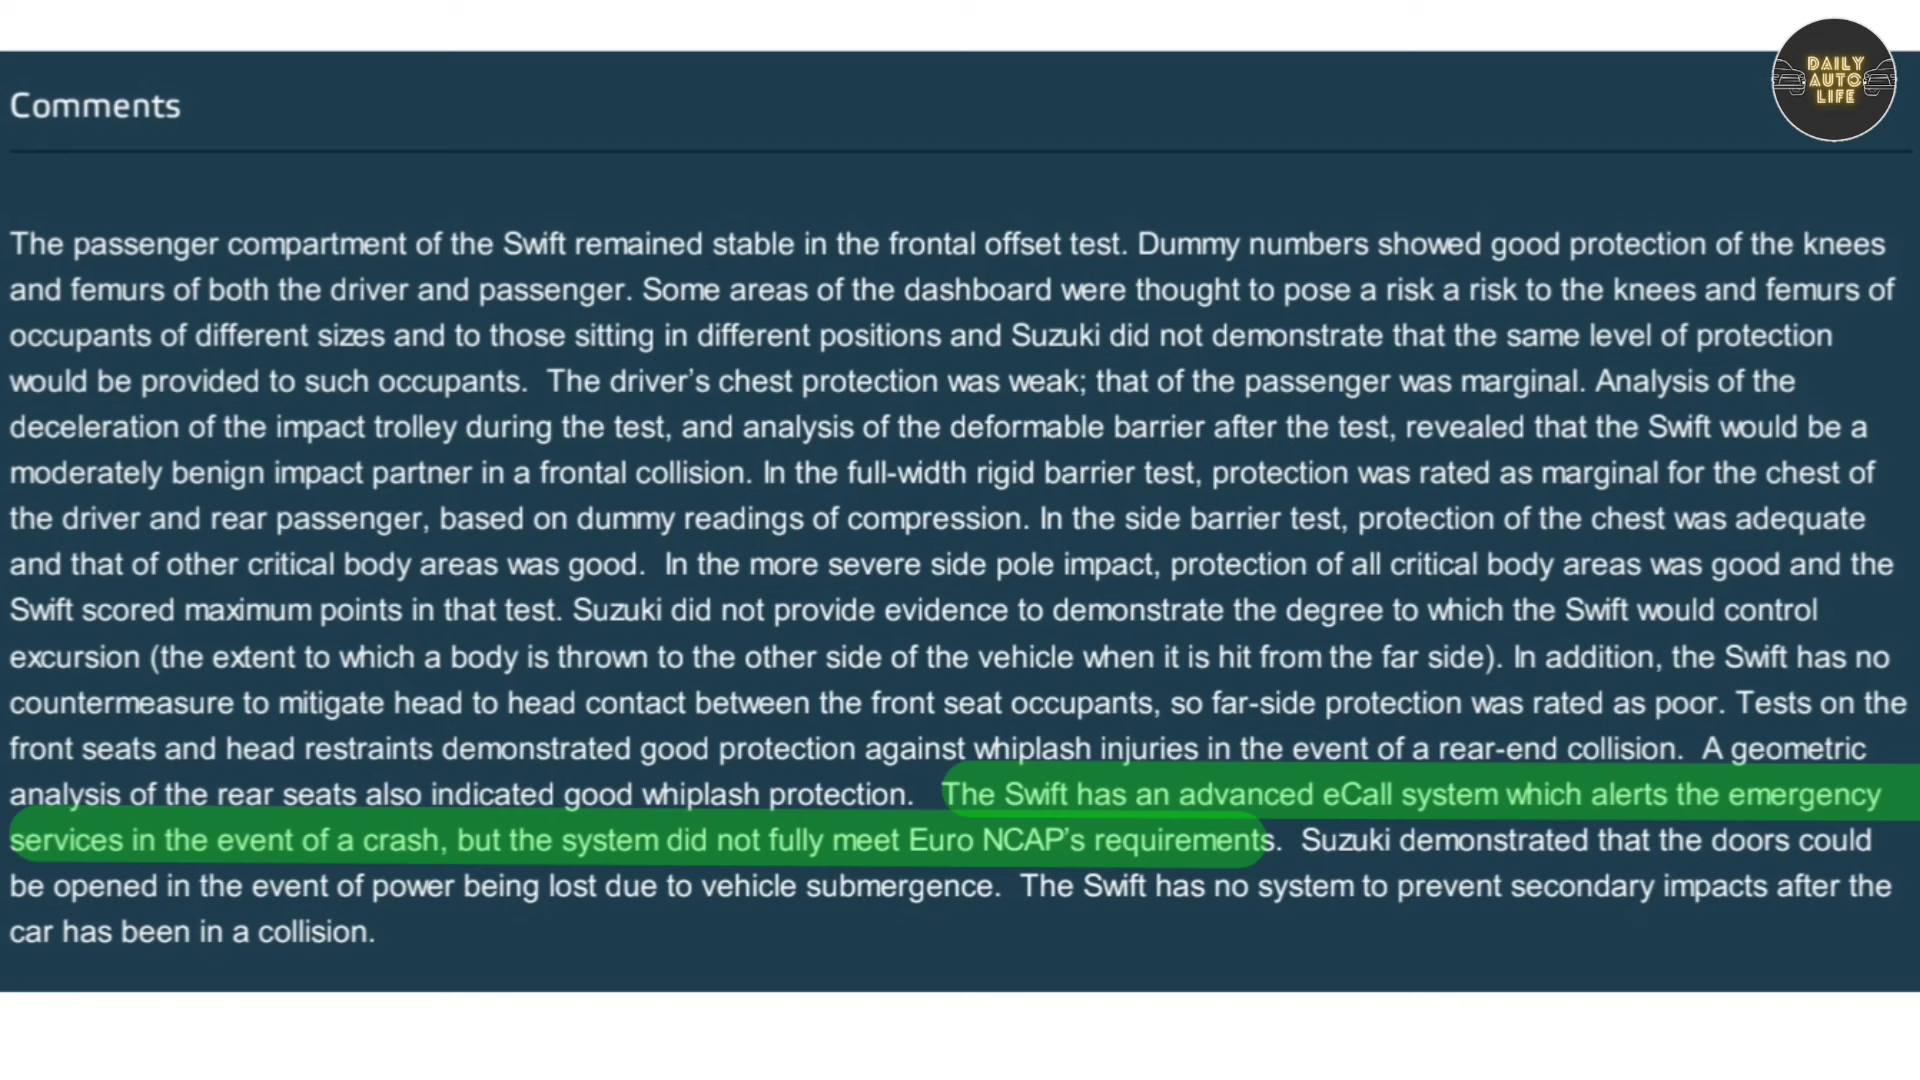 DAILY
AUTO
LIFE
Comments
The passenger compartment of the Swift remained stable in the frontal offset test. Dummy numbers showed good protection of the knees
and femurs of both the driver and passenger. Some areas of the dashboard were thought to pose a risk a risk to the knees and femurs of
occupants of different sizes and to those sitting in different positions and Suzuki did not demonstrate that the same level of protection
would be provided to such occupants.  The driver’s chest protection was weak; that of the passenger was marginal. Analysis of the
deceleration of the impact trolley during the test, and analysis of the deformable barrier after the test, revealed that the Swift would be a
moderately benign impact partner in a frontal collision. In the full-width rigid barrier test, protection was rated as marginal for the chest of
the driver and rear passenger, based on dummy readings of compression. In the side barrier test, protection of the chest was adequate
and that of other critical body areas was good.  In the more severe side pole impact, protection of all critical body areas was good and the
Swift scored maximum points in that test. Suzuki did not provide evidence to demonstrate the degree to which the Swift would control
excursion (the extent to which a body is thrown to the other side of the vehicle when it is hit from the far side). In addition, the Swift has no
countermeasure to mitigate head to head contact between the front seat occupants, so far-side protection was rated as poor. Tests on the
front seats and head restraints demonstrated good protection against whiplash injuries in the event of a rear-end collision.  A geometric
analysis of the rear seats also indicated good whiplash protection.   The Swift has an advanced eCall system which alerts the emergency
services in the event of a crash, but the system did not fully meet Euro NCAP’s requirements.  Suzuki demonstrated that the doors could
be opened in the event of power being lost due to vehicle submergence.  The Swift has no system to prevent secondary impacts after the
car has been in a collision.